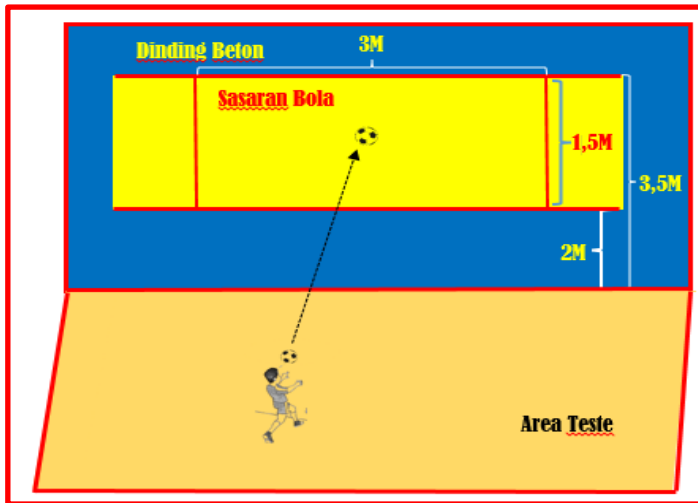 Dinding Beton
3M
Sasaran Bola
1,5M
3,5M
2M
Area Teste